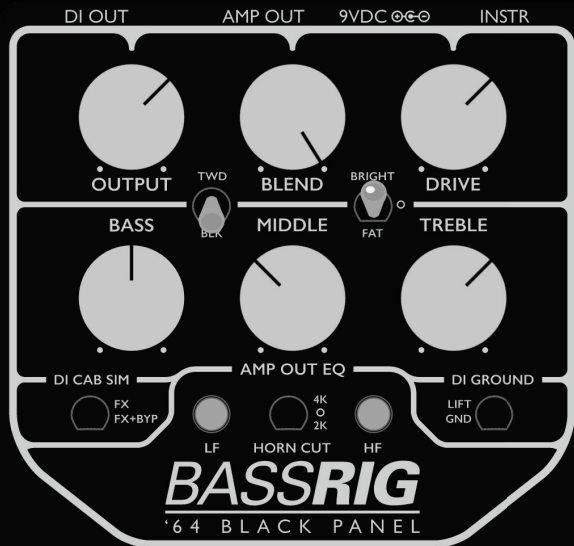 DI OUT AMP OUT 9VDC INSTR
OUTPUT BLEND DRIVE
TWD
BLK
BRIGHT
FAT
BASS MIDDLE TREBLE
DI CAB SIM
FX
FX+BYP
AMP OUT EQ
LF
HORN CUT
4K
2K
HF
DI GROUND
LIFT
GND
BASSRIG
'64 BLACK PANEL